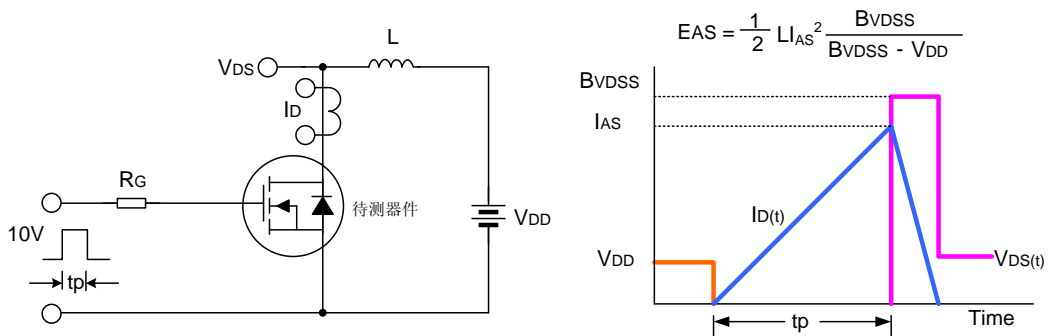 L
VDS
ID
RG
待测器件
10V
VDD
tp
EAS = 1/2 LIAS² BVDSS/(BVDSS - VDD)
BVDSS
IAS
ID(t)
VDD
VDS(t)
tp
Time